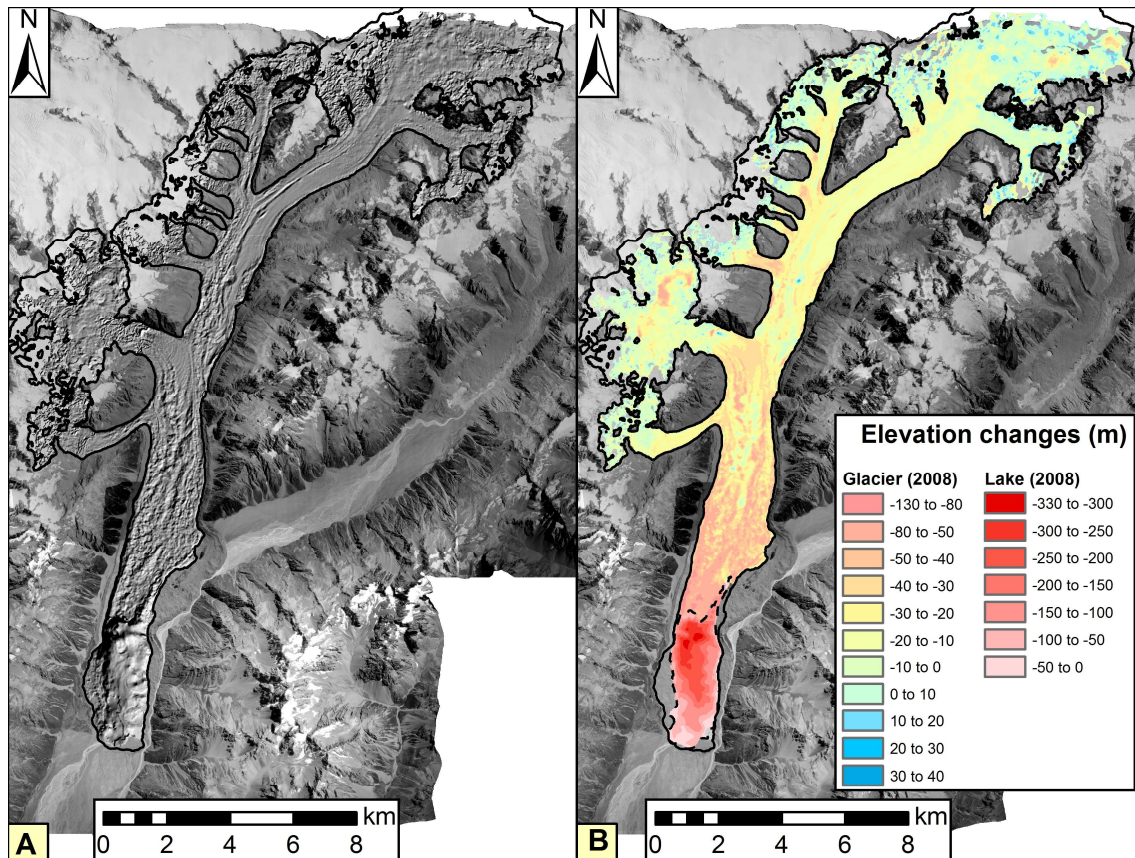 N
N
Elevation changes (m)
Glacier (2008)
Lake (2008)
-130 to -80
-80 to -50
-50 to -40
-40 to -30
-30 to -20
-20 to -10
-10 to 0
0 to 10
10 to 20
20 to 30
30 to 40
-330 to -300
-300 to -250
-250 to -200
-200 to -150
-150 to -100
-100 to -50
-50 to 0
km
0 2 4 6 8
A
km
0 2 4 6 8
B